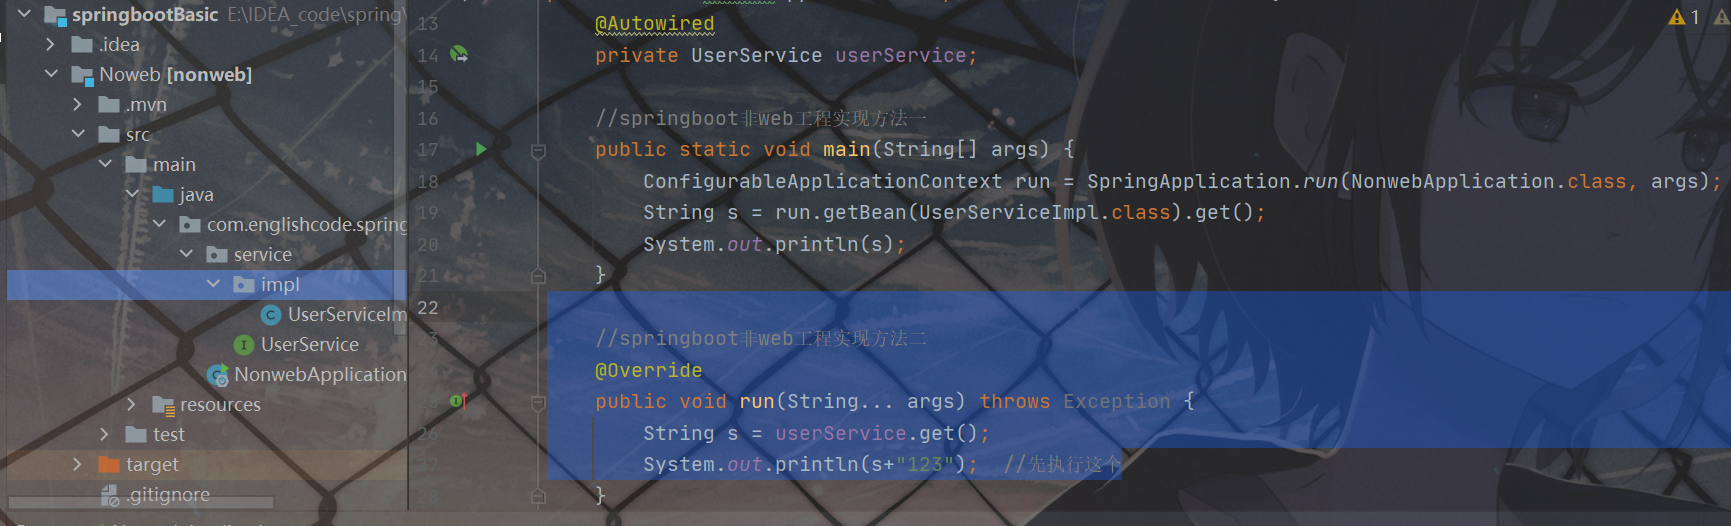 springbootBasic E:\IDEA_code\spring\
.idea
Noweb [nonweb]
.mvn
src
main
java
com.englishcode.spring
service
impl
UserServiceIm
UserService
NonwebApplication
resources
test
target
.gitignore
13 @Autowired
14 private UserService userService;
15
16 //springboot非web工程实现方法一
17 public static void main(String[] args) {
18 ConfigurableApplicationContext run = SpringApplication.run(NonwebApplication.class, args);
19 String s = run.getBean(UserServiceImpl.class).get();
20 System.out.println(s);
21 }
22
//springboot非web工程实现方法二
@Override
public void run(String... args) throws Exception {
26 String s = userService.get();
System.out.println(s+"123"); //先执行这个
}
1